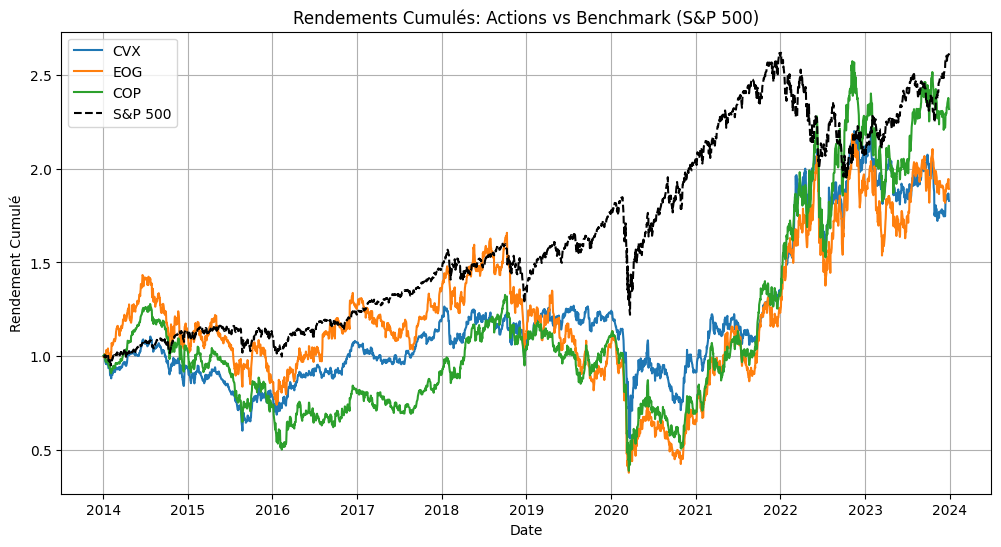 Rendements Cumulés: Actions vs Benchmark (S&P 500)
CVX
EOG
COP
S&P 500
Rendement Cumulé
2.5
2.0
1.5
1.0
0.5
2014 2015 2016 2017 2018 2019 2020 2021 2022 2023 2024
Date